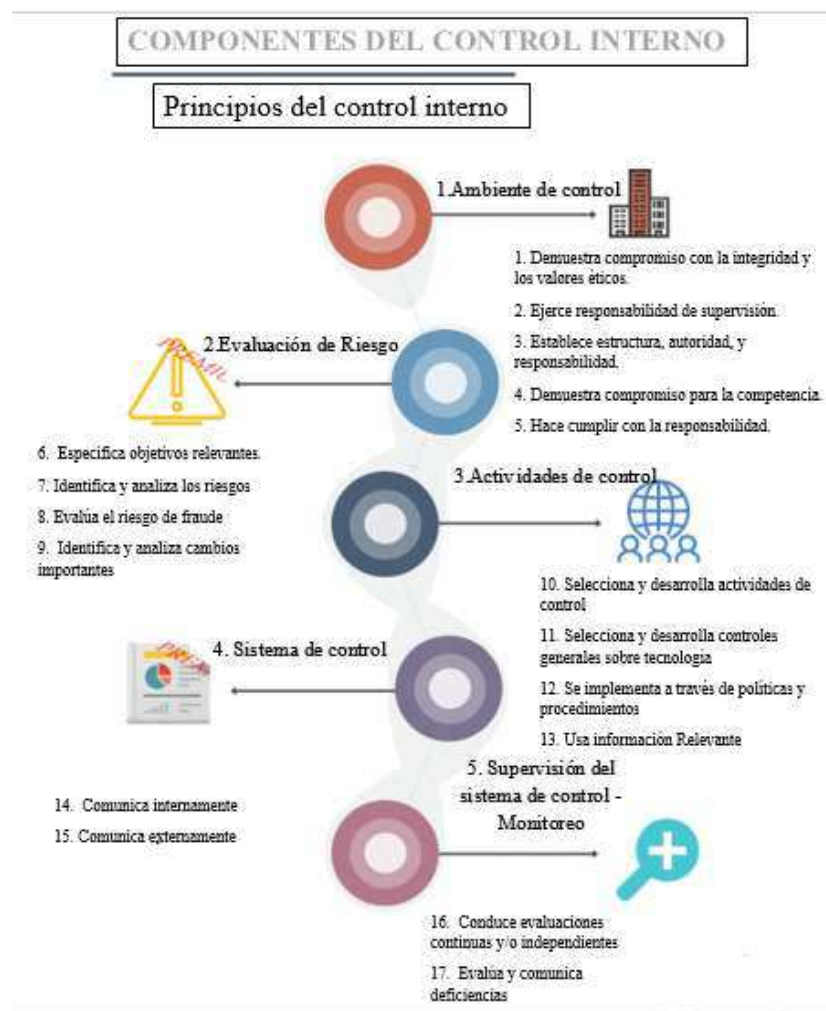 COMPONENTES DEL CONTROL INTERNO
Principios del control interno
1.Ambiente de control
1. Demuestra compromiso con la integridad y
los valores èticos.
2. Ejerce responsabilidad de supervisión.
3. Establece estructura, autoridad, y
responsabilidad.
4. Demuestra compromiso para la competencia.
5. Hace cumplir con la responsabilidad.
2.Evaluación de Riesgo
6. Especifica objetivos relevantes.
7. Identifica y analiza los riesgos
8. Evalúa el riesgo de fraude
9. Identifica y analiza cambios
importantes
3.Actividades de control
10. Selecciona y desarrolla actividades de
control
11. Selecciona y desarrolla controles
generales sobre tecnologia
12. Se implementa a través de políticas y
procedimientos
13. Usa información Relevante
4. Sistema de control
14. Comunica internamente
15. Comunica externamente
5. Supervisión del
sistema de control -
Monitoreo
16. Conduce evaluaciones
continuas y/o independientes
17. Evalúa y comunica
deficiencias